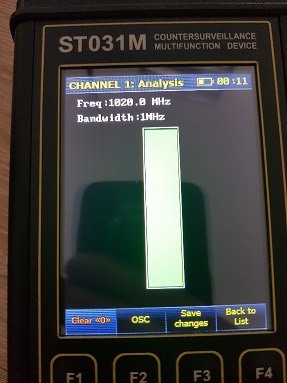 ST031M COUNTERSURVEILLANCE
MULTIFUNCTION DEVICE
CHANNEL 1: Analysis 00:11
Freq:1020.0 MHz
Bandwidth:1MHz
Clear «0» OSC Save changes Back to List
F1 F2 F3 F4